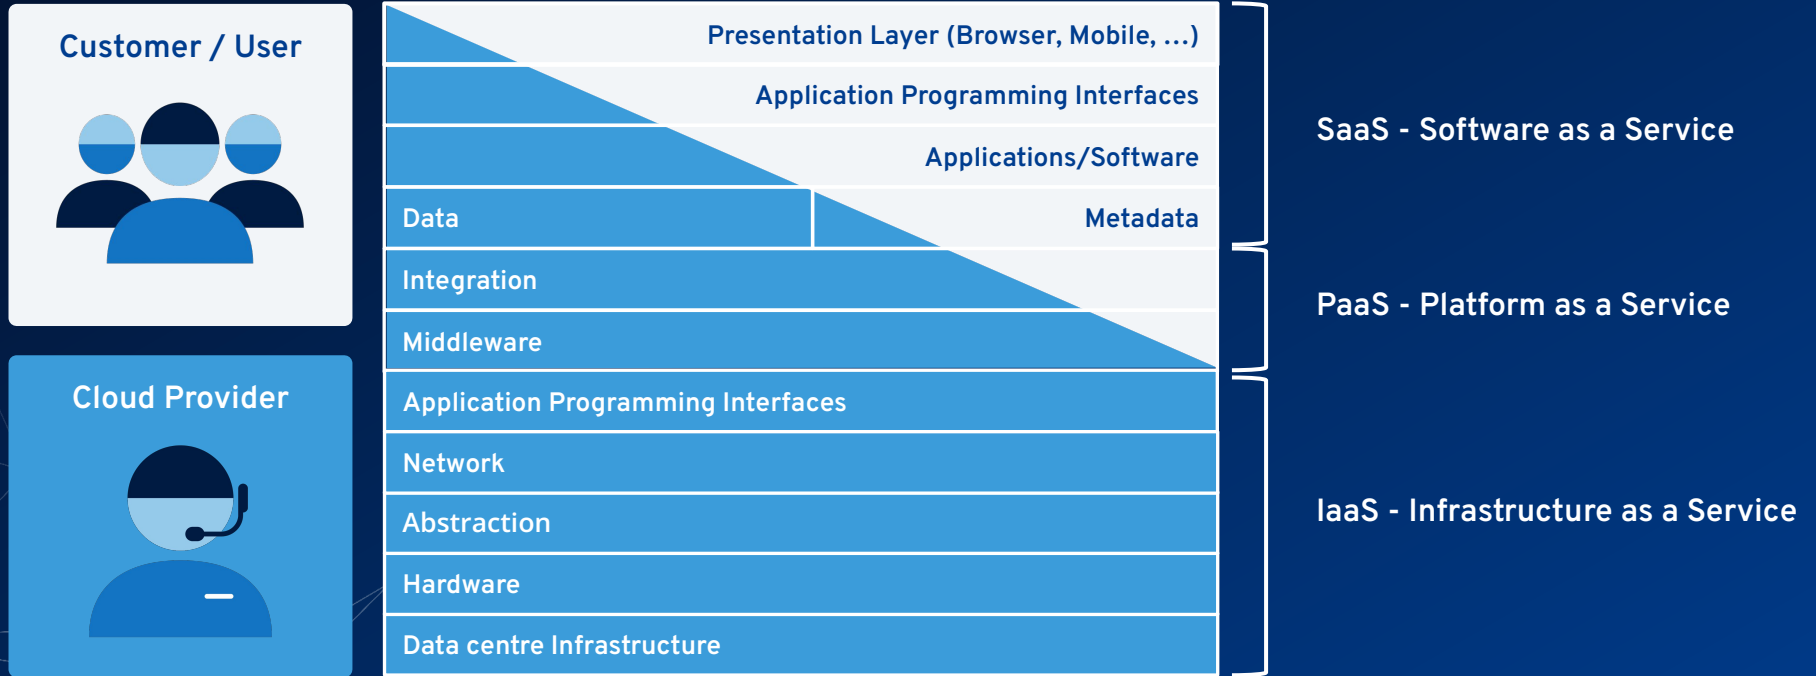 Customer / User
Cloud Provider
Presentation Layer (Browser, Mobile, ...)
Application Programming Interfaces
Applications/Software
Data
Metadata
Integration
Middleware
Application Programming Interfaces
Network
Abstraction
Hardware
Data centre Infrastructure
SaaS - Software as a Service
PaaS - Platform as a Service
IaaS - Infrastructure as a Service